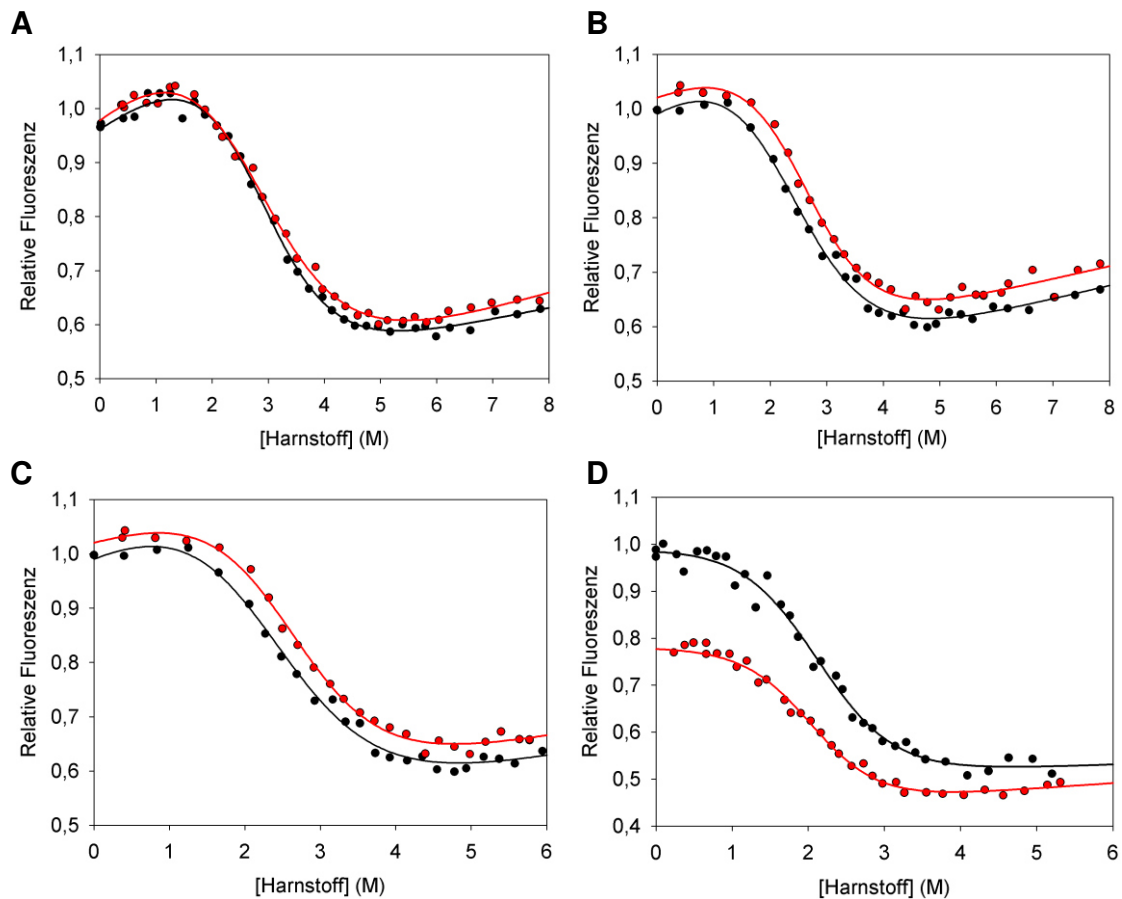 A
Relative Fluoreszenz
1,1
1,0
0,9
0,8
0,7
0,6
0,5
0 1 2 3 4 5 6 7 8
[Harnstoff] (M)
B
Relative Fluoreszenz
1,1
1,0
0,9
0,8
0,7
0,6
0,5
0 1 2 3 4 5 6 7 8
[Harnstoff] (M)
C
Relative Fluoreszenz
1,1
1,0
0,9
0,8
0,7
0,6
0,5
0 1 2 3 4 5 6
[Harnstoff] (M)
D
Relative Fluoreszenz
1,1
1,0
0,9
0,8
0,7
0,6
0,5
0,4
0 1 2 3 4 5 6
[Harnstoff] (M)